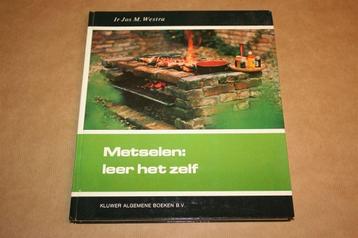 Ir Jos M. Westra
Metselen:
leer het zelf
KLUWER ALGEMENE BOEKEN B.V.